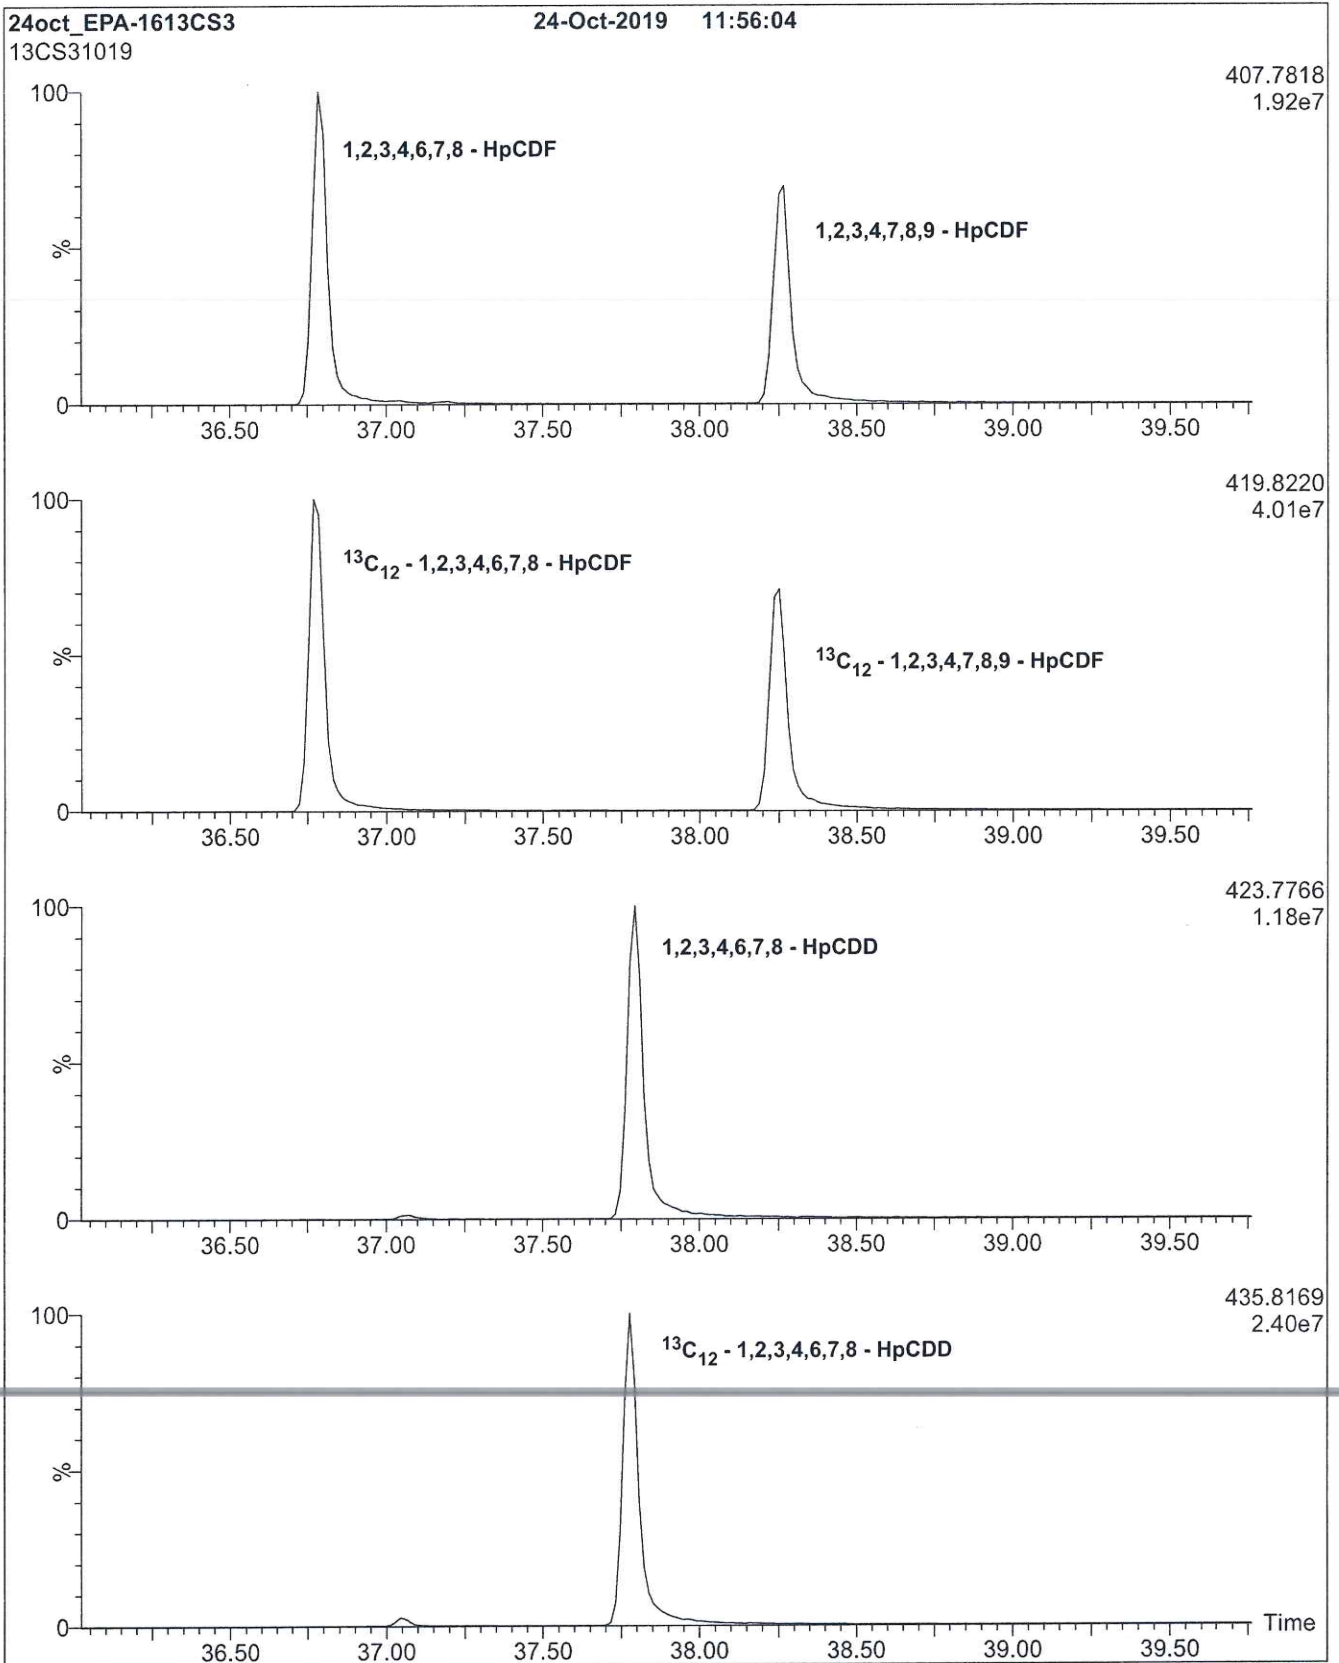 24oct_EPA-1613CS3 24-Oct-2019 11:56:04
13CS31019
407.7818
1.92e7
100
1,2,3,4,6,7,8 - HpCDF
1,2,3,4,7,8,9 - HpCDF
%
0
36.50 37.00 37.50 38.00 38.50 39.00 39.50
419.8220
4.01e7
100
¹³C₁₂ - 1,2,3,4,6,7,8 - HpCDF
¹³C₁₂ - 1,2,3,4,7,8,9 - HpCDF
%
0
36.50 37.00 37.50 38.00 38.50 39.00 39.50
423.7766
1.18e7
100
1,2,3,4,6,7,8 - HpCDD
%
0
36.50 37.00 37.50 38.00 38.50 39.00 39.50
435.8169
2.40e7
100
¹³C₁₂ - 1,2,3,4,6,7,8 - HpCDD
%
0
Time
36.50 37.00 37.50 38.00 38.50 39.00 39.50